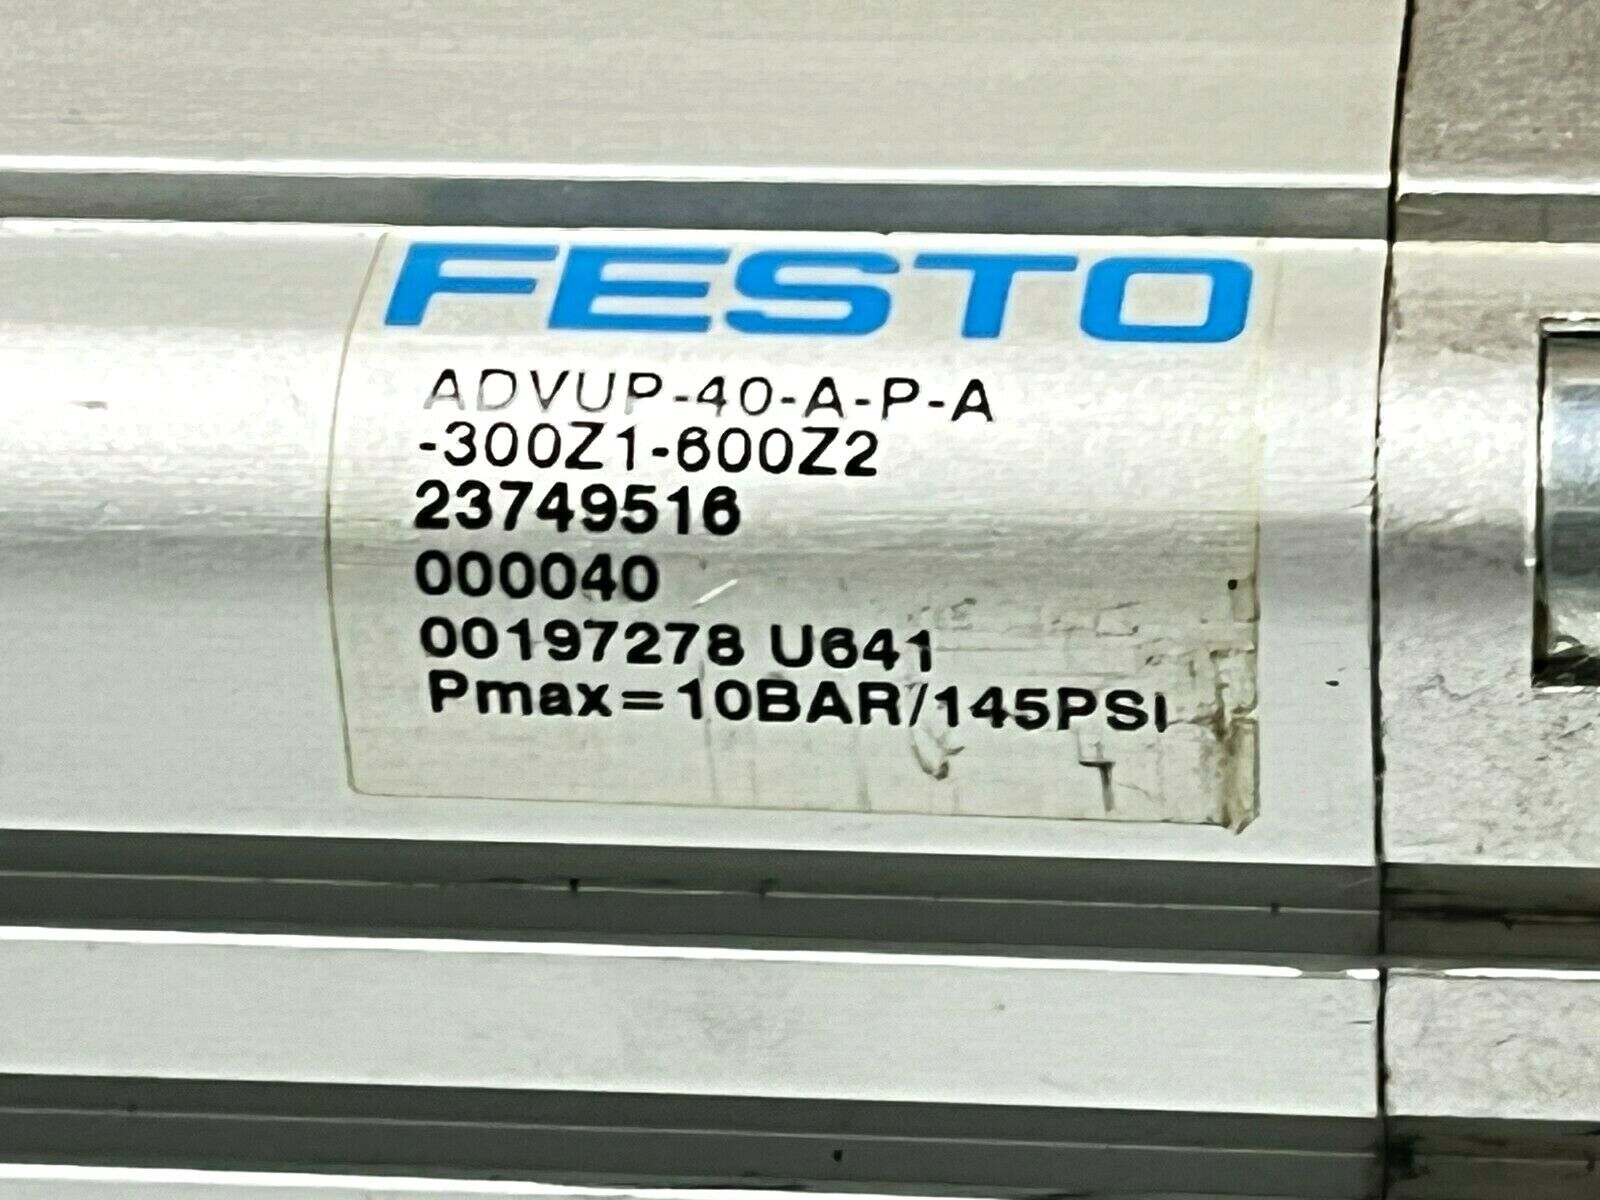 FESTO
ADVUP-40-A-P-A
-300Z1-600Z2
23749516
000040
00197278 U641
Pmax=10BAR/145PSI